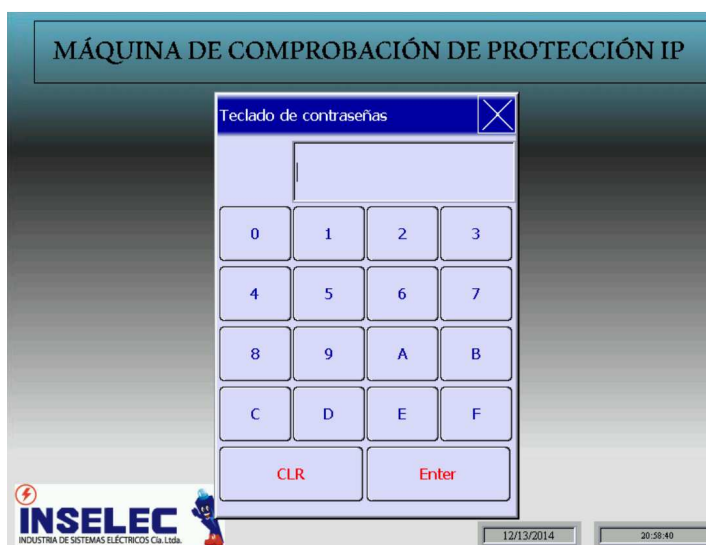 MÁQUINA DE COMPROBACIÓN DE PROTECCIÓN IP
Teclado de contraseñas
0 1 2 3
4 5 6 7
8 9 A B
C D E F
CLR Enter
INSELEC
INDUSTRIA DE SISTEMAS ELÉCTRICOS Cía. Ltda.
12/13/2014 20:58:40